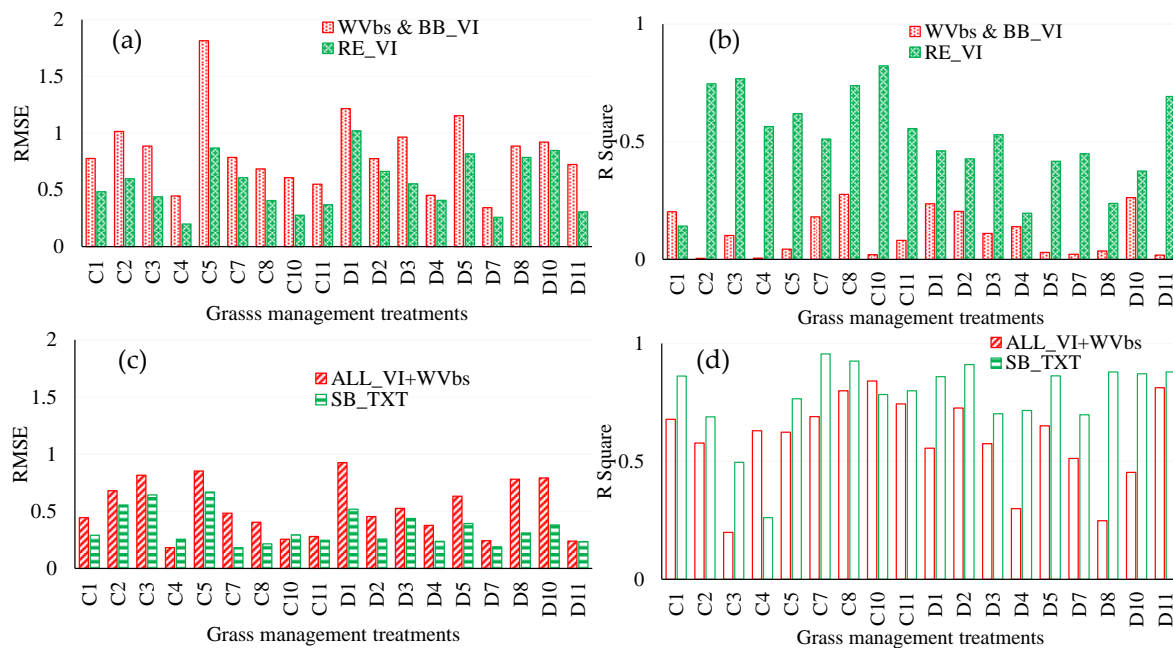 (a)
WVbs & BB_VI
RE_VI
RMSE
2
1.5
1
0.5
0
C1 C2 C3 C4 C5 C7 C8 C10 C11 D1 D2 D3 D4 D5 D7 D8 D10 D11
Grasss management treatments
(b)
WVbs & BB_VI
RE_VI
R Square
1
0.5
0
C1 C2 C3 C4 C5 C7 C8 C10 C11 D1 D2 D3 D4 D5 D7 D8 D10 D11
Grass management treatments
(c)
ALL_VI+WVbs
SB_TXT
RMSE
2
1.5
1
0.5
0
C1 C2 C3 C4 C5 C7 C8 C10 C11 D1 D2 D3 D4 D5 D7 D8 D10 D11
Grass management treatments
(d)
ALL_VI+WVbs
SB_TXT
R Square
1
0.5
0
C1 C2 C3 C4 C5 C7 C8 C10 C11 D1 D2 D3 D4 D5 D7 D8 D10 D11
Grass management treatments